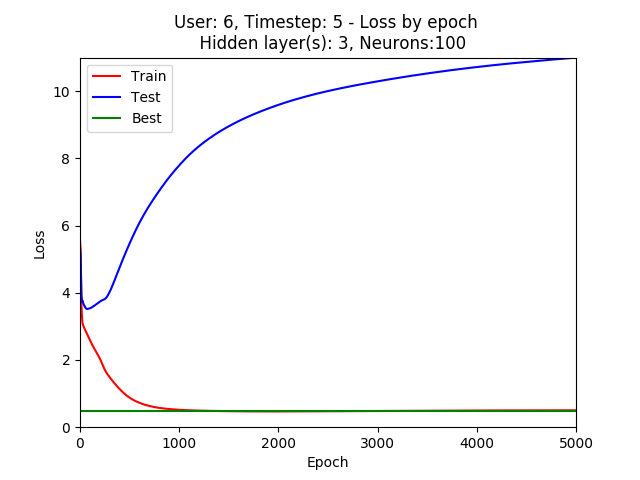 User: 6, Timestep: 5 - Loss by epoch
Hidden layer(s): 3, Neurons:100
Train
Test
Best
10
8
6
4
2
0
Loss
0 1000 2000 3000 4000 5000
Epoch